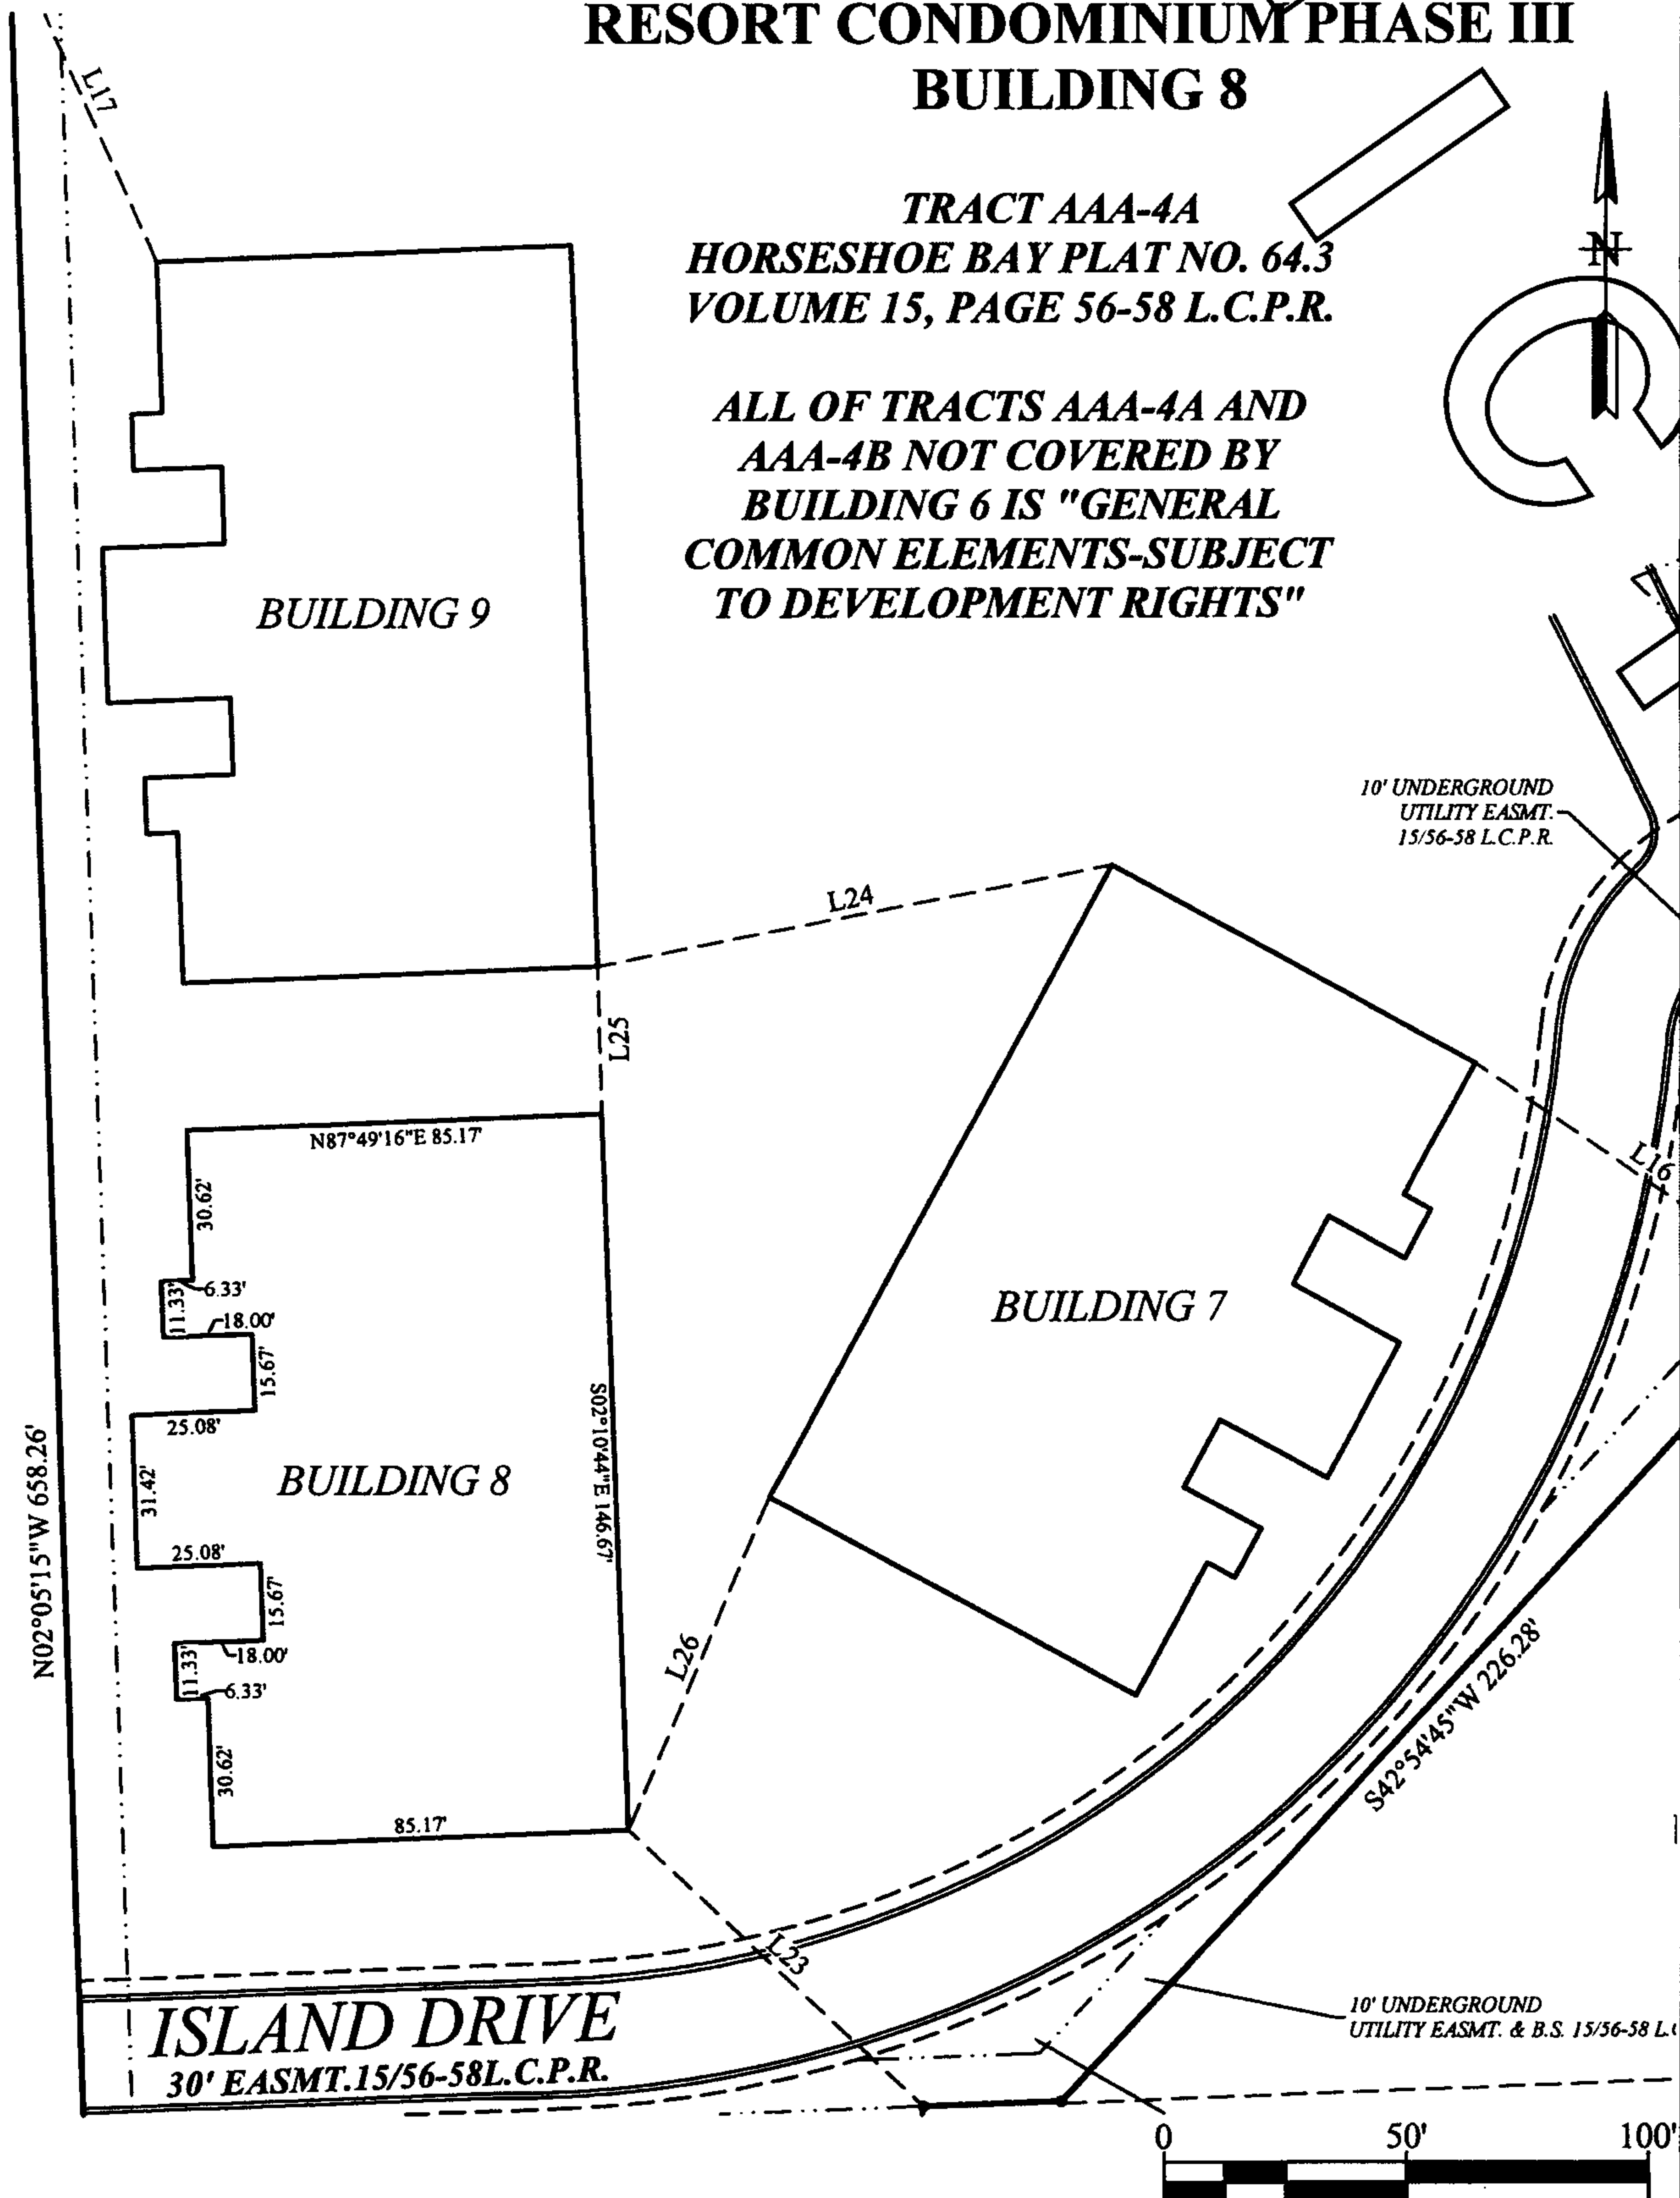 RESORT CONDOMINIUM PHASE III
BUILDING 8
L17
TRACT AAA-4A
HORSESHOE BAY PLAT NO. 64.3
VOLUME 15, PAGE 56-58 L.C.P.R.
N
ALL OF TRACTS AAA-4A AND
AAA-4B NOT COVERED BY
BUILDING 6 IS "GENERAL
COMMON ELEMENTS-SUBJECT
TO DEVELOPMENT RIGHTS"
BUILDING 9
10' UNDERGROUND
UTILITY EASMT.
15/56-58 L.C.P.R.
L24
L25
N87°49'16"E 85.17'
L16
30.62'
6.33'
11.33'
18.00'
15.67'
25.08'
BUILDING 7
31.42'
BUILDING 8
S02°10'44"E 146.67'
N02°05'15"W 658.26'
25.08'
15.67'
18.00'
11.33'
6.33'
L26
30.62'
85.17'
S42°54'45"W 226.28'
L23
ISLAND DRIVE
30' EASMT.15/56-58L.C.P.R.
10' UNDERGROUND
UTILITY EASMT. & B.S. 15/56-58 L.
0 50' 100'